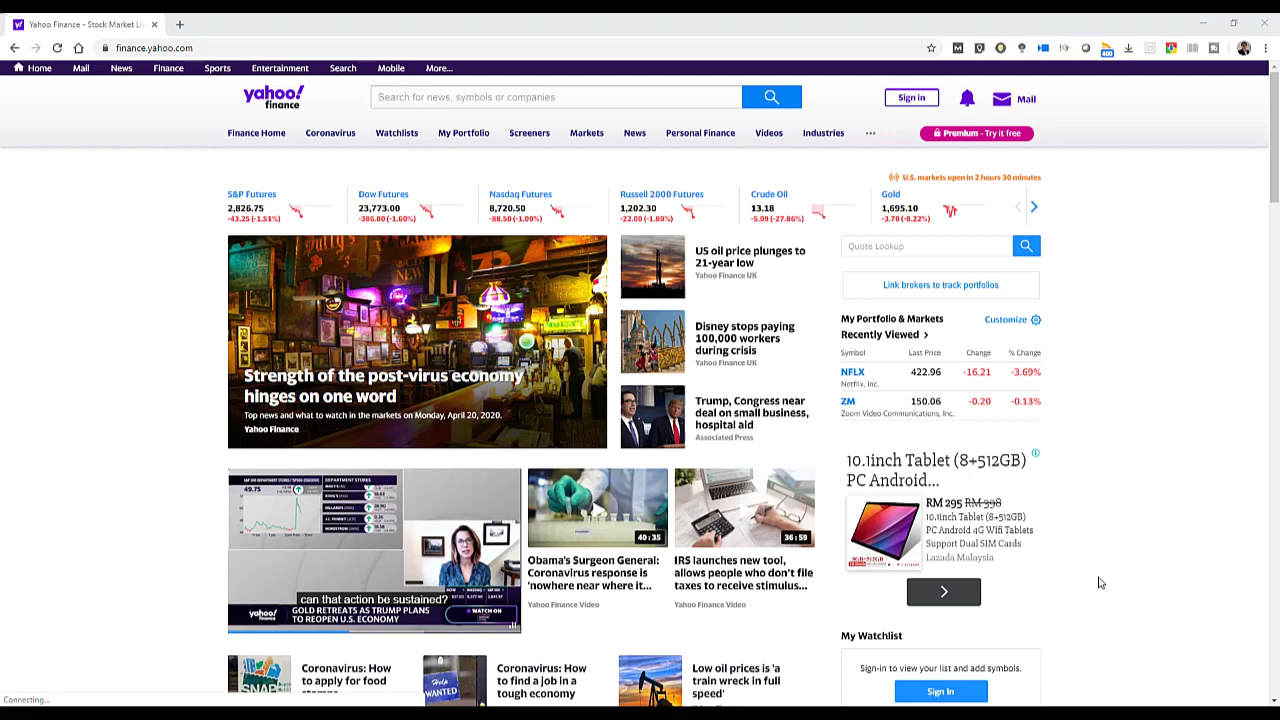 Yahoo Finance - Stock Market Li
finance.yahoo.com
400
Home Mail News Finance Sports Entertainment Search Mobile More...
yahoo!
finance
Search for news, symbols or companies
Sign in
Mail
Finance Home Coronavirus Watchlists My Portfolio Screeners Markets News Personal Finance Videos Industries ...
Premium - Try it free
U.S. markets open in 2 hours 30 minutes
S&P Futures
2,826.75
-43.25 (-1.51%)
Dow Futures
23,773.00
-386.00 (-1.60%)
Nasdaq Futures
8,720.50
-88.50 (-1.00%)
Russell 2000 Futures
1,202.30
-22.00 (-1.80%)
Crude Oil
13.18
-5.09 (-27.86%)
Gold
1,695.10
-3.70 (-0.22%)
Strength of the post-virus economy
hinges on one word
Top news and what to watch in the markets on Monday, April 20, 2020.
Yahoo Finance
US oil price plunges to
21-year low
Yahoo Finance UK
Disney stops paying
100,000 workers
during crisis
Yahoo Finance UK
Trump, Congress near
deal on small business,
hospital aid
Associated Press
Quote Lookup
Link brokers to track portfolios
My Portfolio & Markets
Customize
Recently Viewed >
Symbol Last Price Change % Change
NFLX 422.96 -16.21 -3.69%
Netflix, Inc.
ZM 150.06 -0.20 -0.13%
Zoom Video Communications, Inc.
10.1inch Tablet (8+512GB)
PC Android...
RM 295 RM 398
10.1inch Tablet (8+512GB)
PC Android 4G Wifi Tablets
Support Dual SIM Cards
Lazada Malaysia
DEPARTMENT STORES
49.75
can that action be sustained?
yahoo!
finance
GOLD RETREATS AS TRUMP PLANS
TO REOPEN U.S. ECONOMY
WATCH ON
40:35
Obama's Surgeon General:
Coronavirus response is
'nowhere near where it...
Yahoo Finance Video
36:59
IRS launches new tool,
allows people who don't file
taxes to receive stimulus...
Yahoo Finance Video
My Watchlist
Sign-in to view your list and add symbols.
Sign In
SNAP
Coronavirus: How
to apply for food
stamps
Help
WANTED
Coronavirus: How
to find a job in a
tough economy
Low oil prices is 'a
train wreck in full
speed'
Connecting...